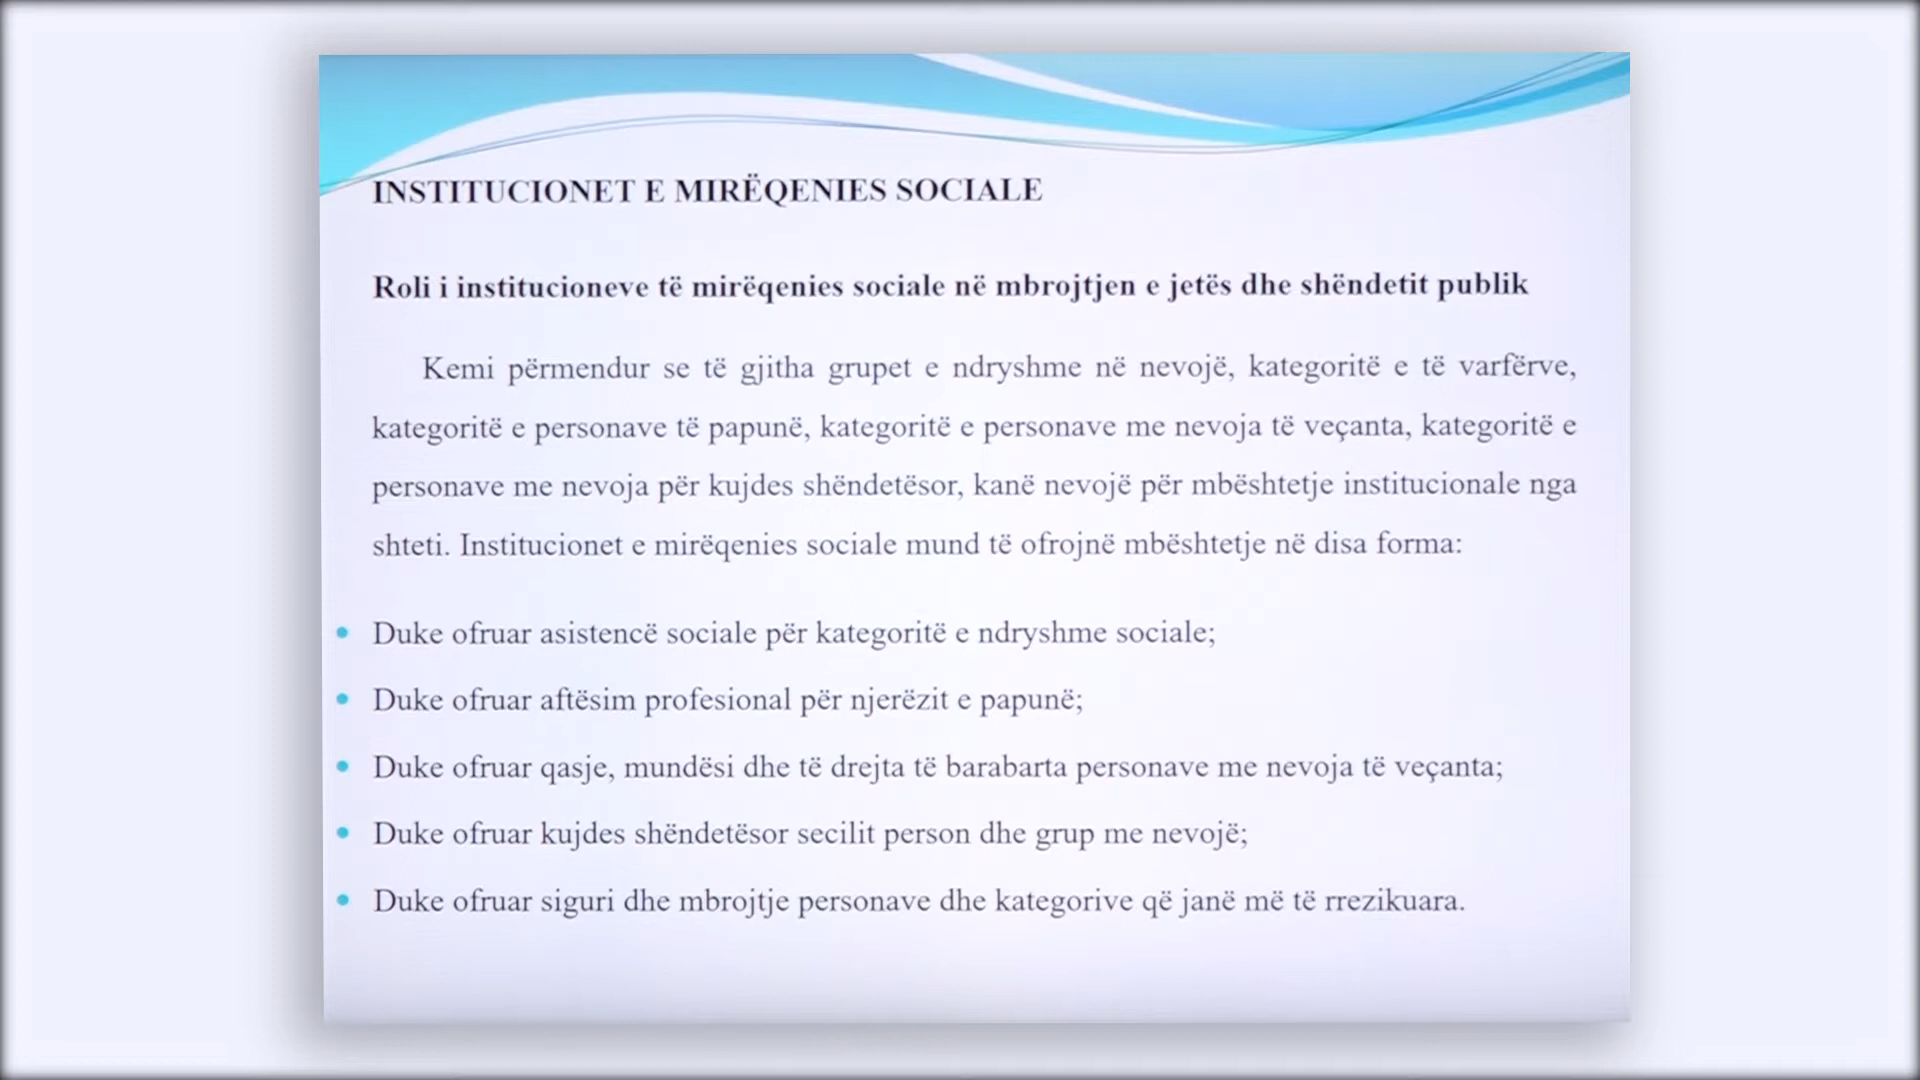 INSTITUCIONET E MIRËQENIES SOCIALE
Roli i institucioneve të mirëqenies sociale në mbrojtjen e jetës dhe shëndetit publik
Kemi përmendur se të gjitha grupet e ndryshme në nevojë, kategoritë e të varfërve,
kategoritë e personave të papunë, kategoritë e personave me nevoja të veçanta, kategoritë e
personave me nevoja për kujdes shëndetësor, kanë nevojë për mbështetje institucionale nga
shteti. Institucionet e mirëqenies sociale mund të ofrojnë mbështetje në disa forma:
• Duke ofruar asistencë sociale për kategoritë e ndryshme sociale;
• Duke ofruar aftësim profesional për njerëzit e papunë;
• Duke ofruar qasje, mundësi dhe të drejta të barabarta personave me nevoja të veçanta;
• Duke ofruar kujdes shëndetësor secilit person dhe grup me nevojë;
• Duke ofruar siguri dhe mbrojtje personave dhe kategorive që janë më të rrezikuara.